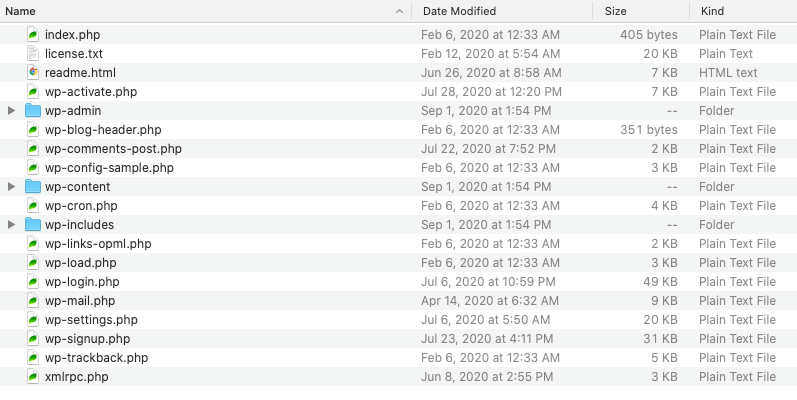 Name Date Modified Size Kind
index.php Feb 6, 2020 at 12:33 AM 405 bytes Plain Text File
license.txt Feb 12, 2020 at 5:54 AM 20 KB Plain Text
readme.html Jun 26, 2020 at 8:58 AM 7 KB HTML text
wp-activate.php Jul 28, 2020 at 12:20 PM 7 KB Plain Text File
wp-admin Sep 1, 2020 at 1:54 PM -- Folder
wp-blog-header.php Feb 6, 2020 at 12:33 AM 351 bytes Plain Text File
wp-comments-post.php Jul 22, 2020 at 7:52 PM 2 KB Plain Text File
wp-config-sample.php Feb 6, 2020 at 12:33 AM 3 KB Plain Text File
wp-content Sep 1, 2020 at 1:54 PM -- Folder
wp-cron.php Feb 6, 2020 at 12:33 AM 4 KB Plain Text File
wp-includes Sep 1, 2020 at 1:54 PM -- Folder
wp-links-opml.php Feb 6, 2020 at 12:33 AM 2 KB Plain Text File
wp-load.php Feb 6, 2020 at 12:33 AM 3 KB Plain Text File
wp-login.php Jul 6, 2020 at 10:59 PM 49 KB Plain Text File
wp-mail.php Apr 14, 2020 at 6:32 AM 9 KB Plain Text File
wp-settings.php Jul 6, 2020 at 5:50 AM 20 KB Plain Text File
wp-signup.php Jul 23, 2020 at 4:11 PM 31 KB Plain Text File
wp-trackback.php Feb 6, 2020 at 12:33 AM 5 KB Plain Text File
xmlrpc.php Jun 8, 2020 at 2:55 PM 3 KB Plain Text File